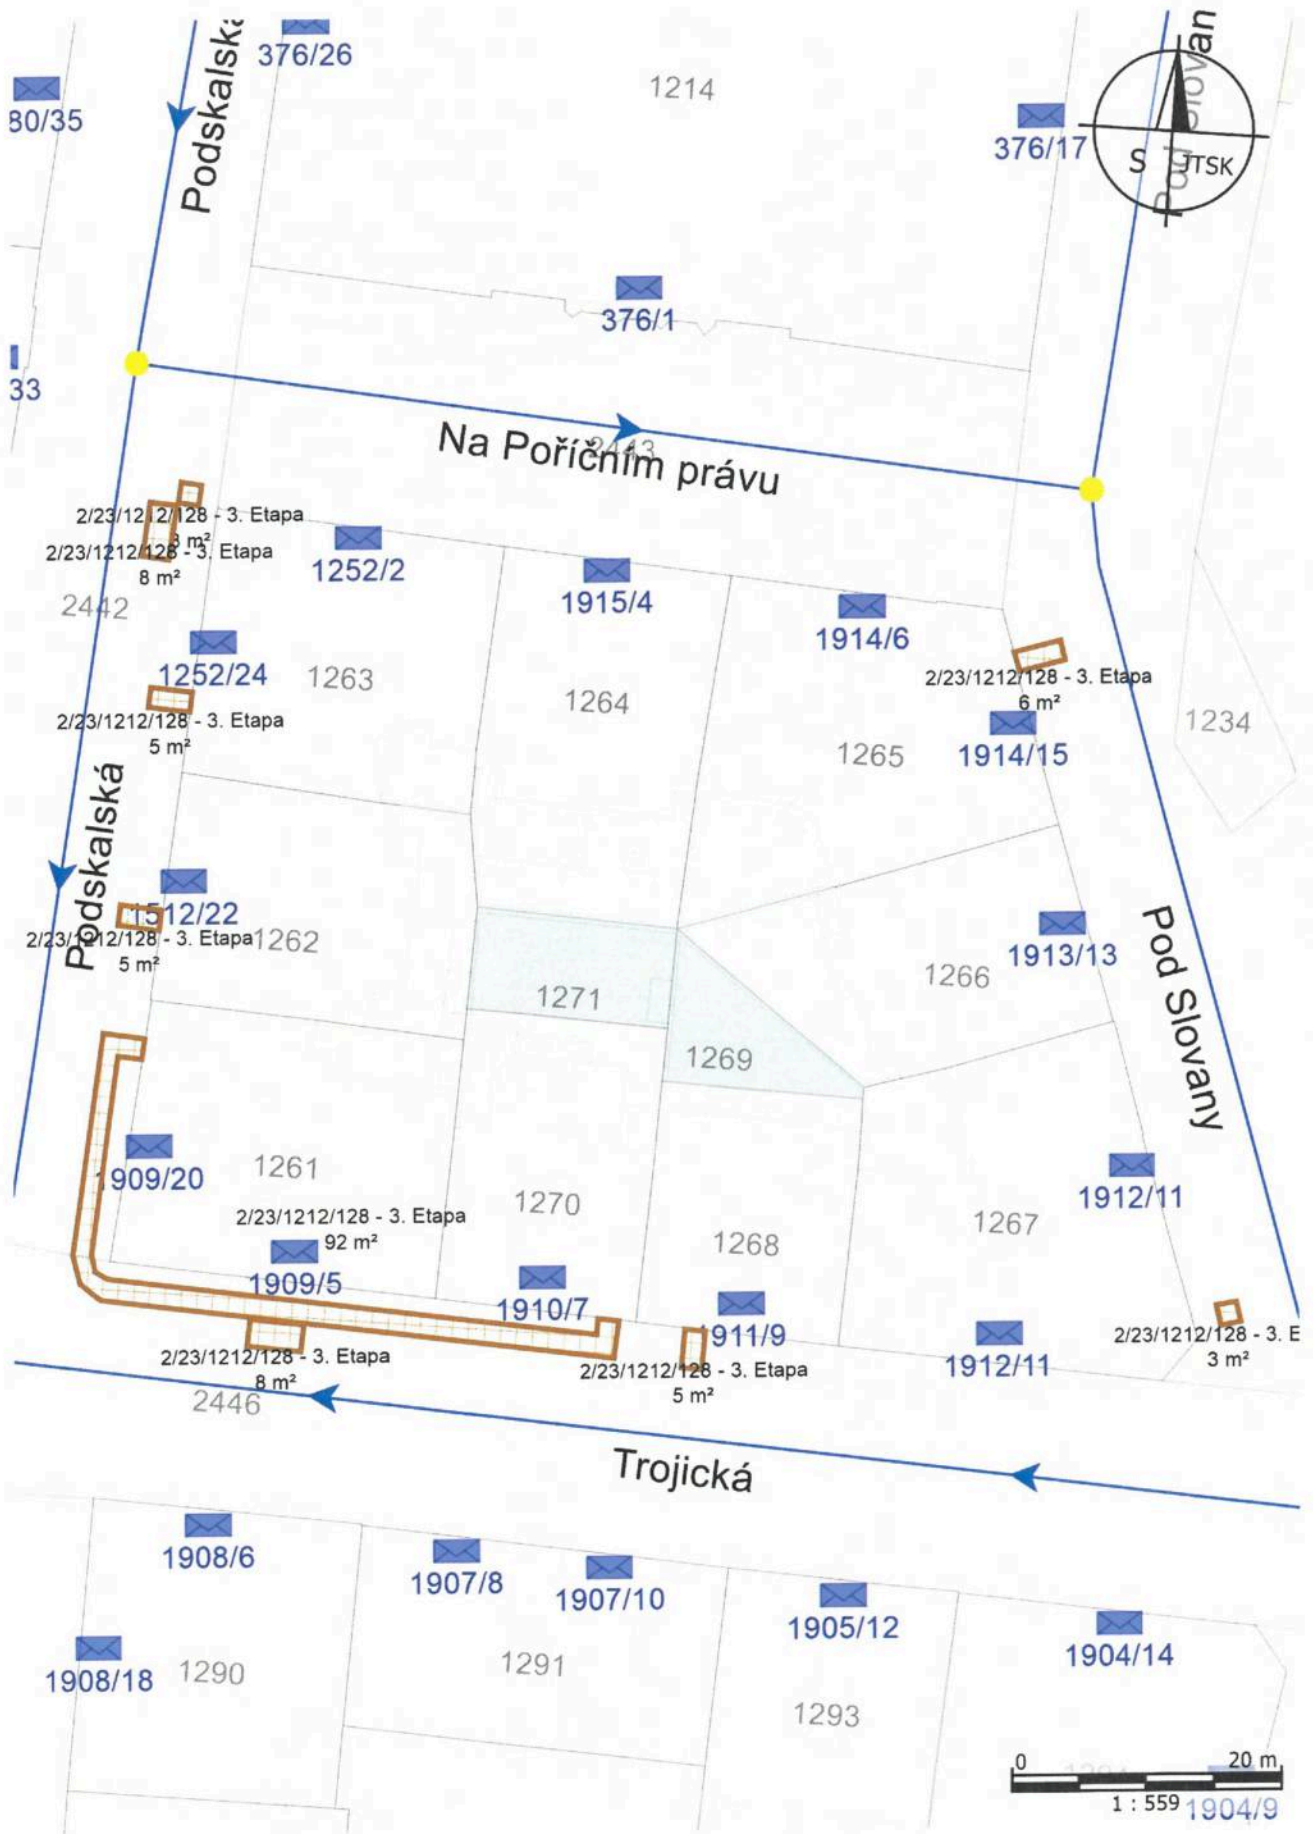 Podskalská
376/26
1214
80/35
376/17
Pod Slovan
S JTSK
376/1
33
2443
Na Poříčním právu
2/23/1212/128 - 3. Etapa
3 m²
2/23/1212/128 - 3. Etapa
8 m²
1252/2
1915/4
2442
1914/6
1252/24
1263
1264
2/23/1212/128 - 3. Etapa
6 m²
2/23/1212/128 - 3. Etapa
5 m²
1914/15
1265
1234
Podskalská
1512/22
2/23/1212/128 - 3. Etapa
5 m²
1262
1913/13
1266
1271
Pod Slovany
1269
1909/20
1261
1270
1912/11
2/23/1212/128 - 3. Etapa
92 m²
1268
1267
1909/5
1910/7
1911/9
1912/11
2/23/1212/128 - 3. E
3 m²
2/23/1212/128 - 3. Etapa
8 m²
2/23/1212/128 - 3. Etapa
5 m²
2446
Trojická
1908/6
1907/8
1907/10
1905/12
1904/14
1908/18
1290
1291
1293
0 20 m
1 : 559
1904/9